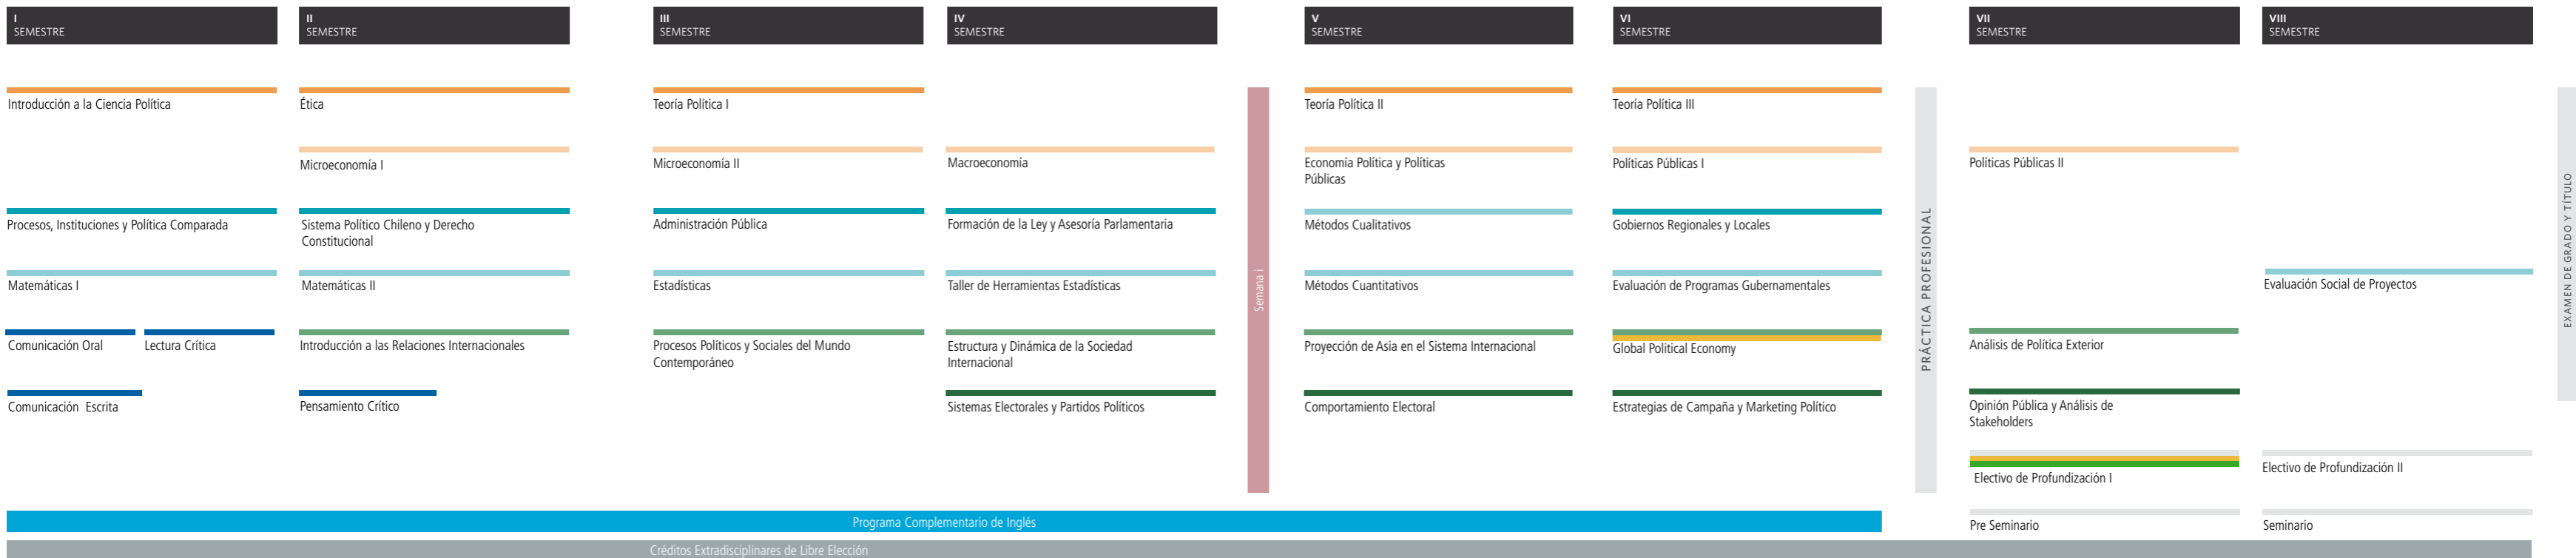 I
SEMESTRE
II
SEMESTRE
III
SEMESTRE
IV
SEMESTRE
V
SEMESTRE
VI
SEMESTRE
VII
SEMESTRE
VIII
SEMESTRE
Introducción a la Ciencia Política
Ética
Teoría Política I
Teoría Política II
Teoría Política III
Microeconomía I
Microeconomía II
Macroeconomía
Economía Política y Políticas
Públicas
Políticas Públicas I
Políticas Públicas II
Procesos, Instituciones y Política Comparada
Sistema Político Chileno y Derecho
Constitucional
Administración Pública
Formación de la Ley y Asesoría Parlamentaria
Métodos Cualitativos
Gobiernos Regionales y Locales
Matemáticas I
Matemáticas II
Estadísticas
Taller de Herramientas Estadísticas
Semana i
Métodos Cuantitativos
Evaluación de Programas Gubernamentales
PRÁCTICA PROFESIONAL
Evaluación Social de Proyectos
EXAMEN DE GRADO Y TÍTULO
Comunicación Oral
Lectura Crítica
Introducción a las Relaciones Internacionales
Procesos Políticos y Sociales del Mundo
Contemporáneo
Estructura y Dinámica de la Sociedad
Internacional
Proyección de Asia en el Sistema Internacional
Global Political Economy
Análisis de Política Exterior
Comunicación Escrita
Pensamiento Crítico
Sistemas Electorales y Partidos Políticos
Comportamiento Electoral
Estrategias de Campaña y Marketing Político
Opinión Pública y Análisis de
Stakeholders
Electivo de Profundización I
Electivo de Profundización II
Programa Complementario de Inglés
Pre Seminario
Seminario
Créditos Extradisciplinares de Libre Elección